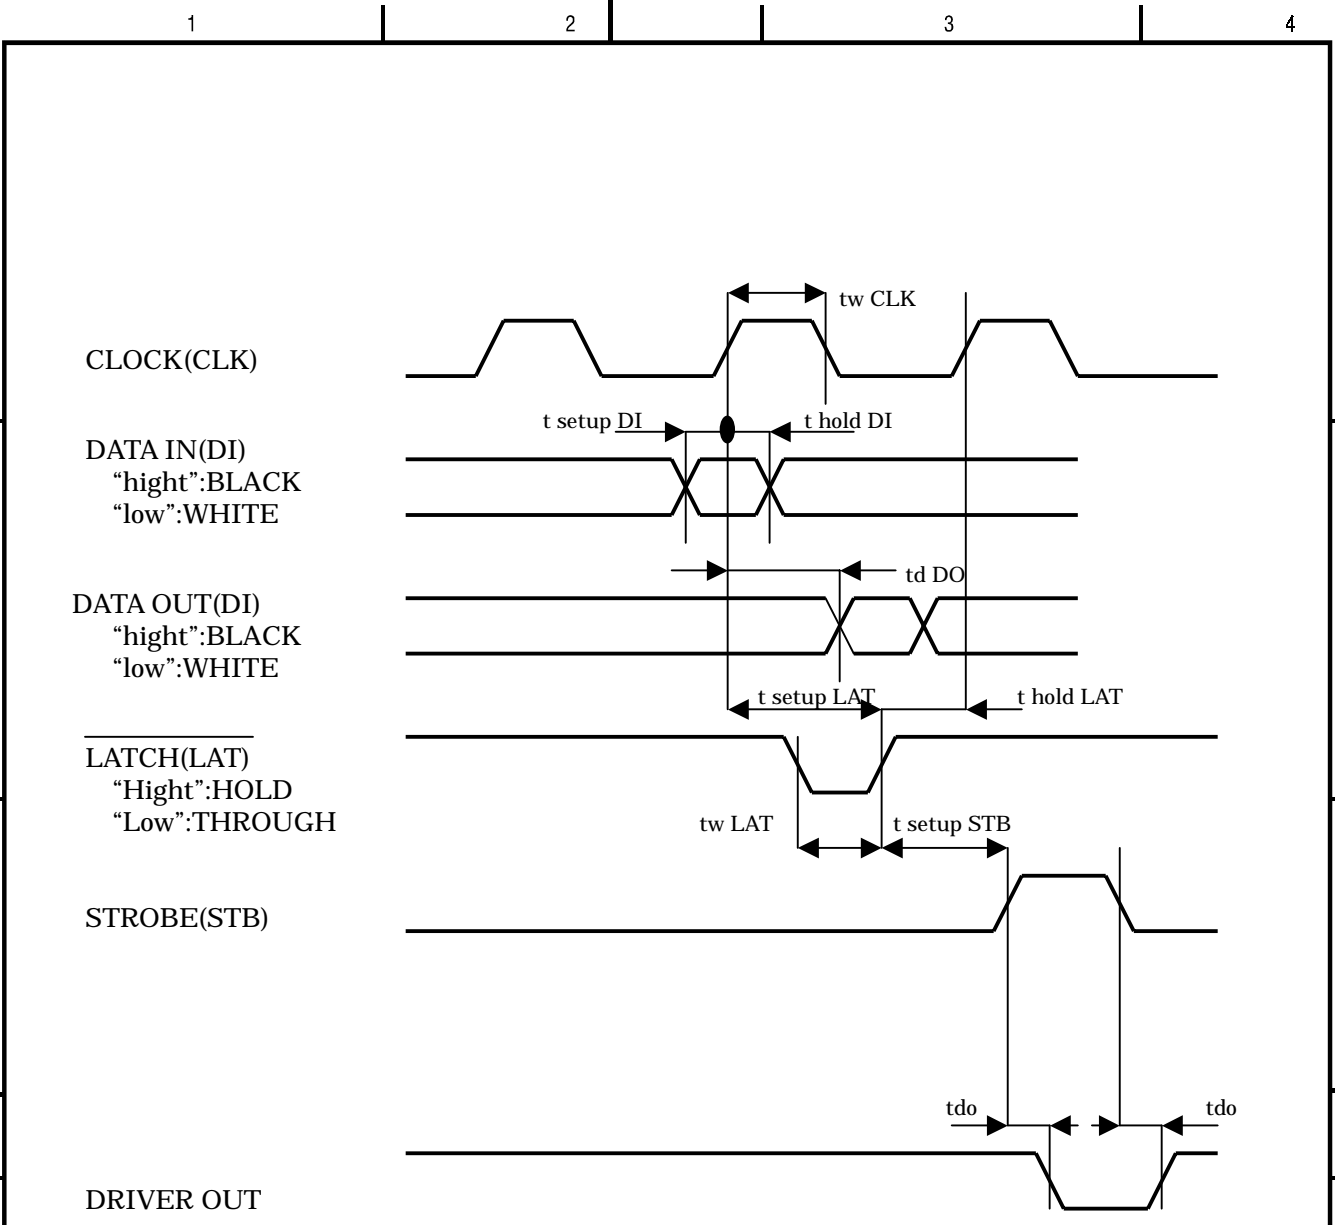 1 2 3 4
tw CLK
CLOCK(CLK)
t setup DI t hold DI
DATA IN(DI)
“hight”:BLACK
“low”:WHITE
td DO
DATA OUT(DI)
“hight”:BLACK
“low”:WHITE
t setup LAT t hold LAT
LATCH(LAT)
“Hight”:HOLD
“Low”:THROUGH
tw LAT t setup STB
STROBE(STB)
tdo tdo
DRIVER OUT